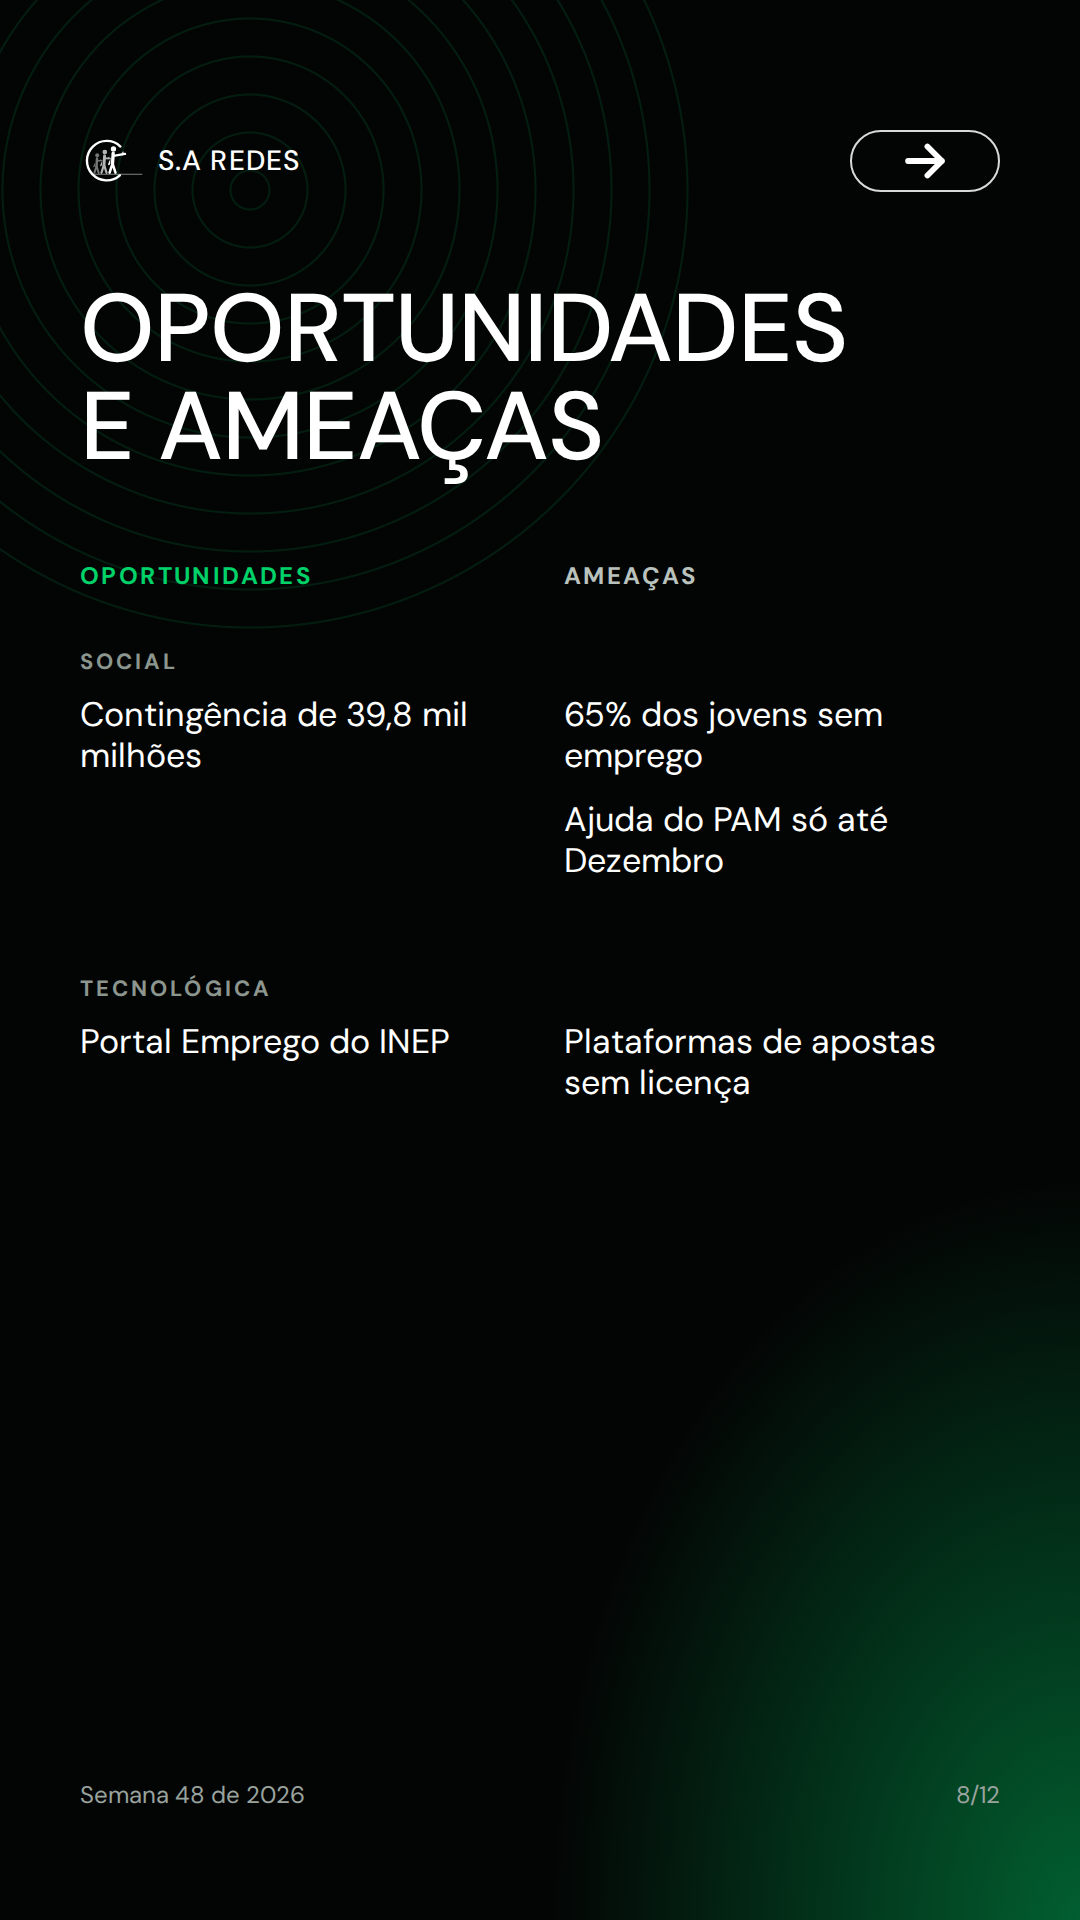 S.A REDES
OPORTUNIDADES
E AMEAÇAS
OPORTUNIDADES
AMEAÇAS
SOCIAL
Contingência de 39,8 mil
milhões
65% dos jovens sem
emprego
Ajuda do PAM só até
Dezembro
TECNOLÓGICA
Portal Emprego do INEP
Plataformas de apostas
sem licença
Semana 48 de 2026
8/12